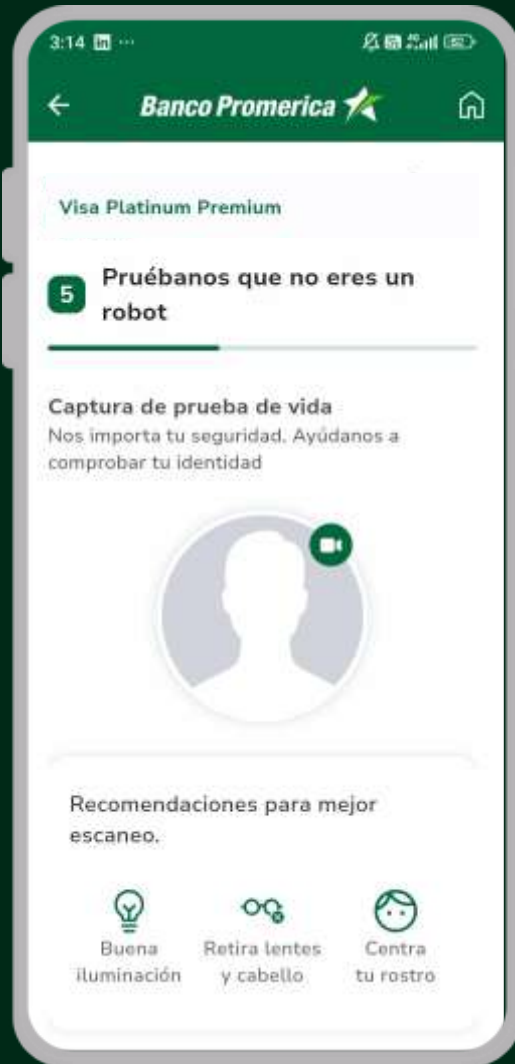 3:14 in ...
Banco Promerica
Visa Platinum Premium
5 Pruébanos que no eres un
robot
Captura de prueba de vida
Nos importa tu seguridad. Ayúdanos a
comprobar tu identidad
Recomendaciones para mejor
escaneo.
Buena Retira lentes Centra
iluminación y cabello tu rostro